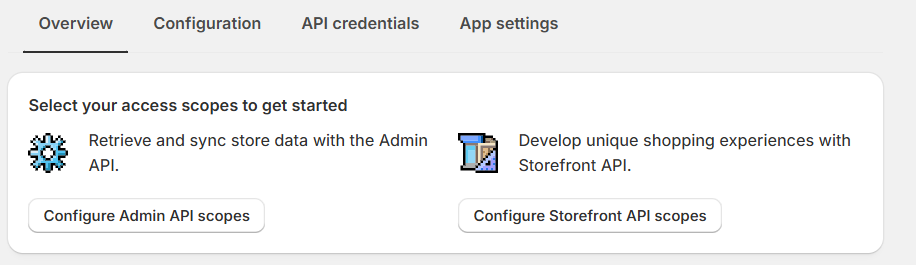 Overview Configuration API credentials App settings
Select your access scopes to get started
Retrieve and sync store data with the Admin
API.
Configure Admin API scopes
Develop unique shopping experiences with
Storefront API.
Configure Storefront API scopes